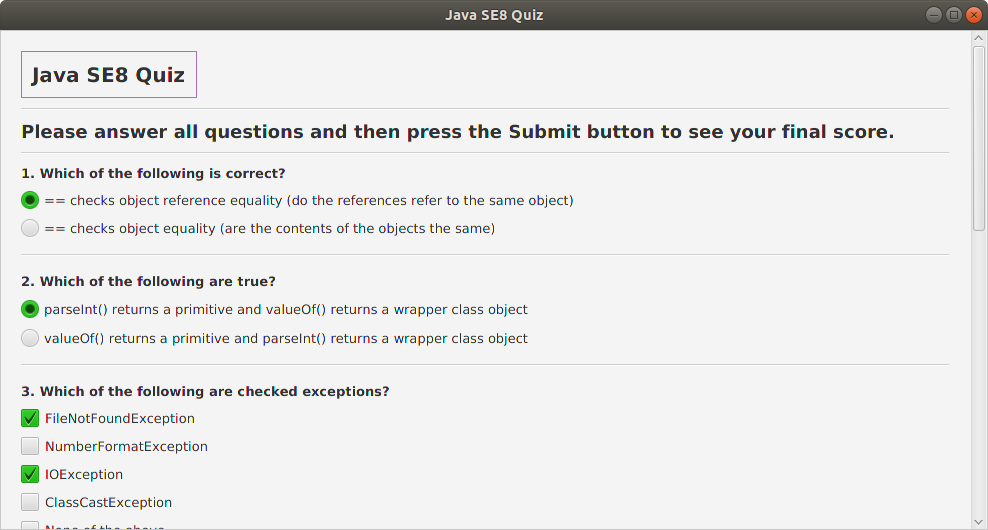 Java SE8 Quiz
Java SE8 Quiz
Please answer all questions and then press the Submit button to see your final score.
1. Which of the following is correct?
== checks object reference equality (do the references refer to the same object)
== checks object equality (are the contents of the objects the same)
2. Which of the following are true?
parseInt() returns a primitive and valueOf() returns a wrapper class object
valueOf() returns a primitive and parseInt() returns a wrapper class object
3. Which of the following are checked exceptions?
FileNotFoundException
NumberFormatException
IOException
ClassCastException
None of the above